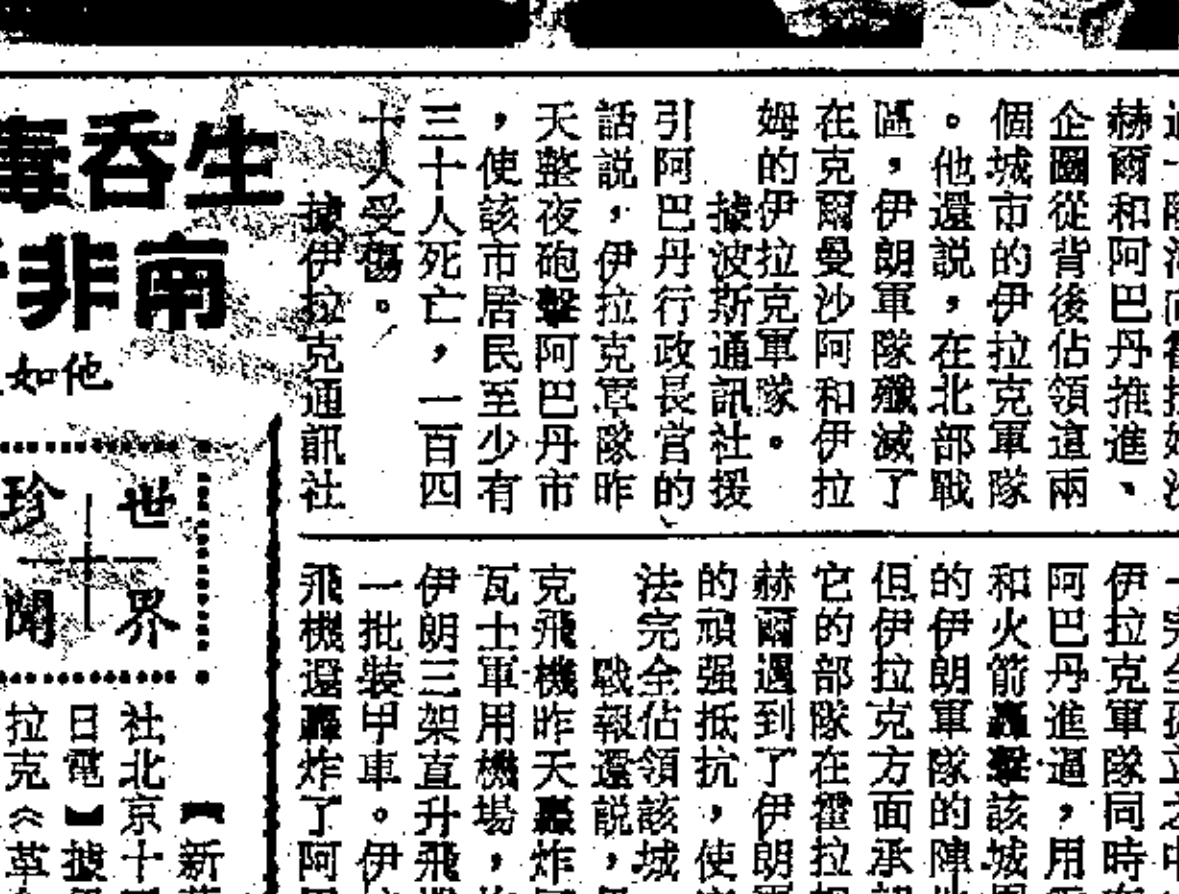 赫爾和阿巴丹推進、
企圖從背後佔領這兩
個城市的伊拉克軍隊
。他還説，在北部戰
區，伊朗軍隊殲滅了
在克爾曼沙阿和伊拉
姆的伊拉克軍隊。
據波斯通訊社援
引阿巴丹行政長官的
話説，伊拉克軍隊昨
天整夜砲擊阿巴丹市
，使該市居民至少有
三十人死亡，一百四
十人受傷。
據伊拉克通訊社
伊拉克軍隊同時
阿巴丹進逼，用
和火箭轟擊該城
的伊朗軍隊的陣
但伊拉克方面承
它的部隊在霍拉
赫爾遇到了伊朗
的頑强抵抗，使
法完全佔領該城
戰報還説，
克飛機昨天轟炸
瓦士軍用機場，
伊朗三架直升飛
一批裝甲車。伊
飛機還轟炸了阿
生吞毒
南非
他如
世界
珍聞
【新
社北京十
日電】據
拉克《革